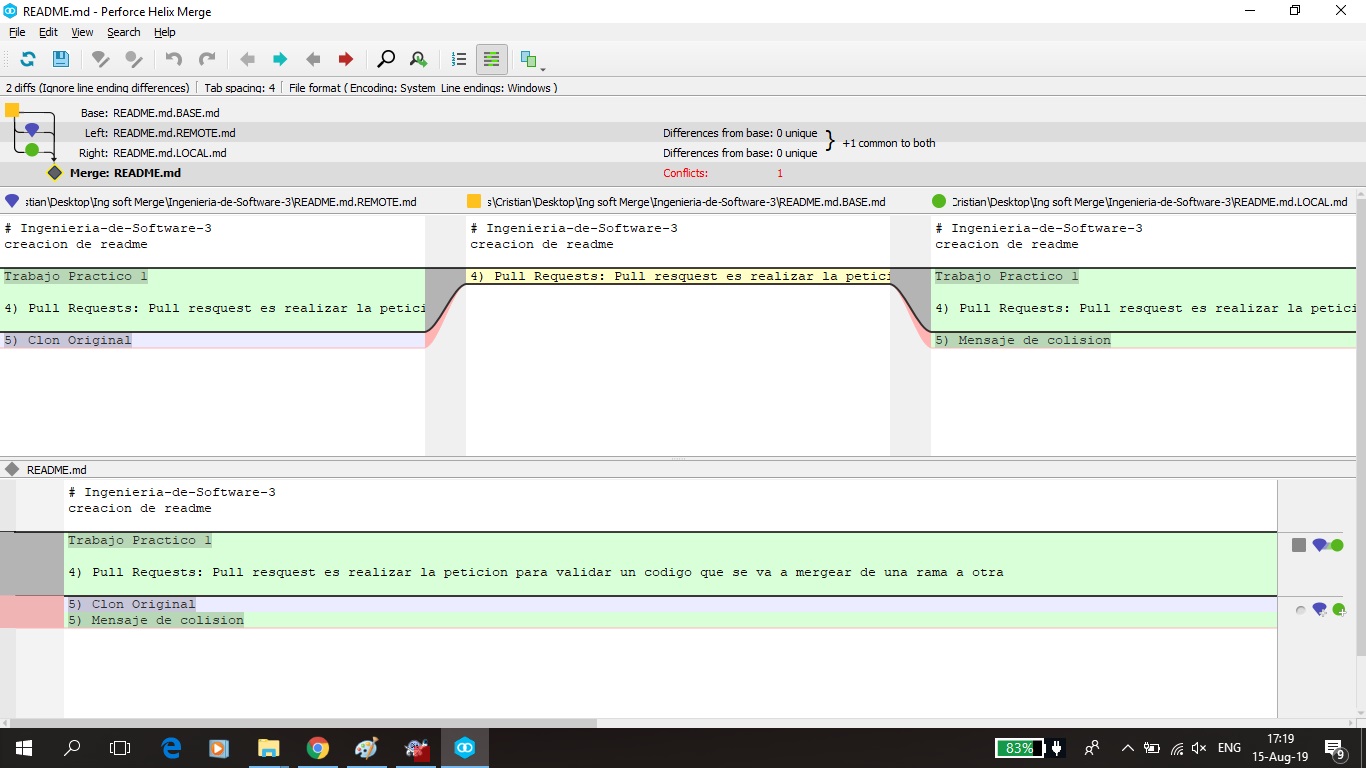 README.md - Perforce Helix Merge
File Edit View Search Help
2 diffs (Ignore line ending differences) Tab spacing: 4 File format ( Encoding: System Line endings: Windows )
Base: README.md.BASE.md
Left: README.md.REMOTE.md Differences from base: 0 unique
+1 common to both
Right: README.md.LOCAL.md Differences from base: 0 unique
Merge: README.md Conflicts: 1
:tian\Desktop\Ing soft Merge\Ingenieria-de-Software-3\README.md.REMOTE.md
# Ingenieria-de-Software-3
creacion de readme
Trabajo Practico 1
4) Pull Requests: Pull resquest es realizar la petici
5) Clon Original
s\Cristian\Desktop\Ing soft Merge\Ingenieria-de-Software-3\README.md.BASE.md
# Ingenieria-de-Software-3
creacion de readme
4) Pull Requests: Pull resquest es realizar la petici
Cristian\Desktop\Ing soft Merge\Ingenieria-de-Software-3\README.md.LOCAL.md
# Ingenieria-de-Software-3
creacion de readme
Trabajo Practico 1
4) Pull Requests: Pull resquest es realizar la petici
5) Mensaje de colision
README.md
# Ingenieria-de-Software-3
creacion de readme
Trabajo Practico 1
4) Pull Requests: Pull resquest es realizar la peticion para validar un codigo que se va a mergear de una rama a otra
5) Clon Original
5) Mensaje de colision
83%
ENG
17:19
15-Aug-19
9